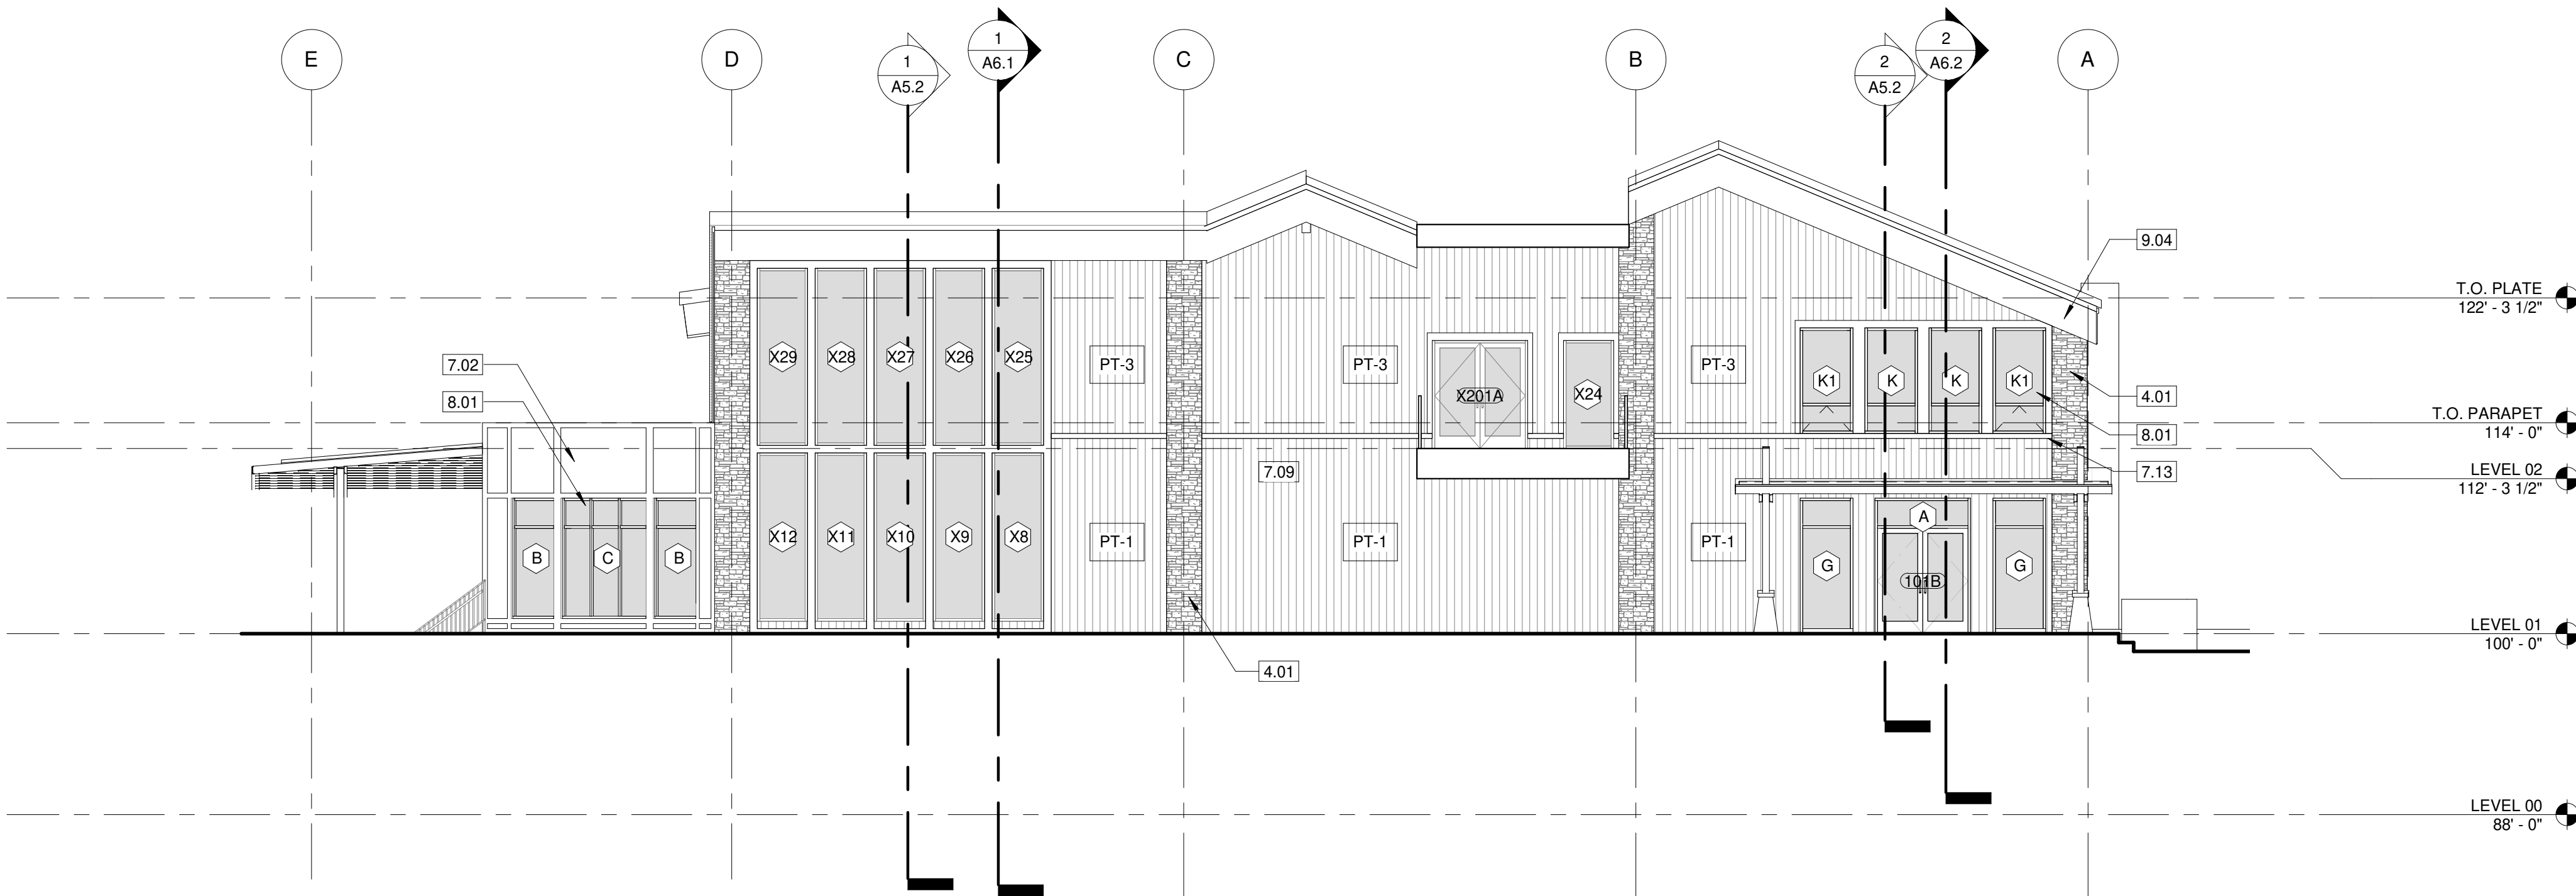 E
D
1
A5.2
1
A6.1
C
B
2
A5.2
2
A6.2
A
9.04
T.O. PLATE
122' - 3 1/2"
7.02
8.01
X29
X28
X27
X26
X25
PT-3
PT-3
X201A
X24
PT-3
K1
K
K
K1
4.01
8.01
7.13
T.O. PARAPET
114' - 0"
7.09
LEVEL 02
112' - 3 1/2"
B
C
B
X12
X11
X10
X9
X8
PT-1
PT-1
PT-1
G
A
101B
G
LEVEL 01
100' - 0"
4.01
LEVEL 00
88' - 0"